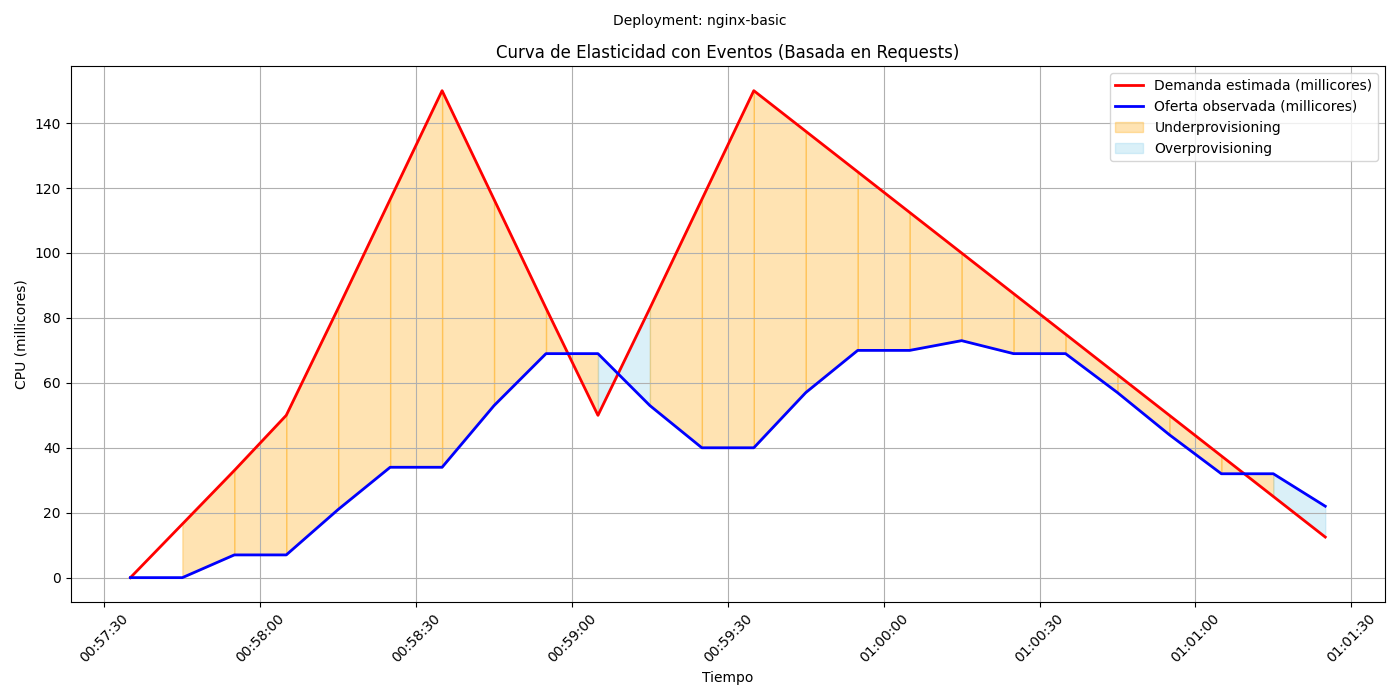 Deployment: nginx-basic
Curva de Elasticidad con Eventos (Basada en Requests)
Demanda estimada (millicores)
Oferta observada (millicores)
Underprovisioning
Overprovisioning
CPU (millicores)
140
120
100
80
60
40
20
0
00:57:30
00:58:00
00:58:30
00:59:00
00:59:30
01:00:00
01:00:30
01:01:00
01:01:30
Tiempo